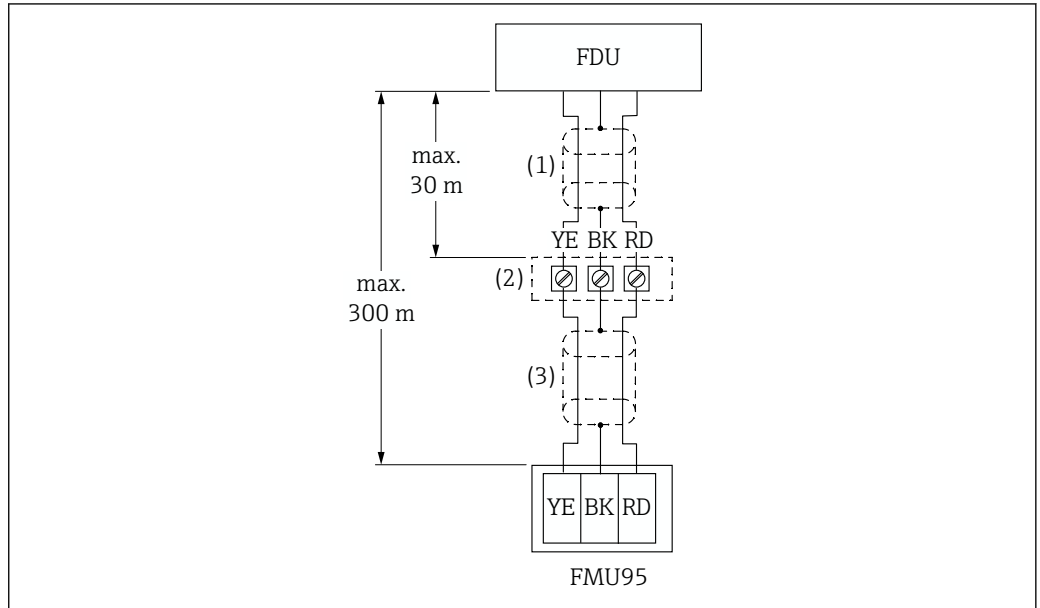 FDU
max.
30 m
(1)
YE BK RD
(2)
max.
300 m
(3)
YE BK RD
FMU95